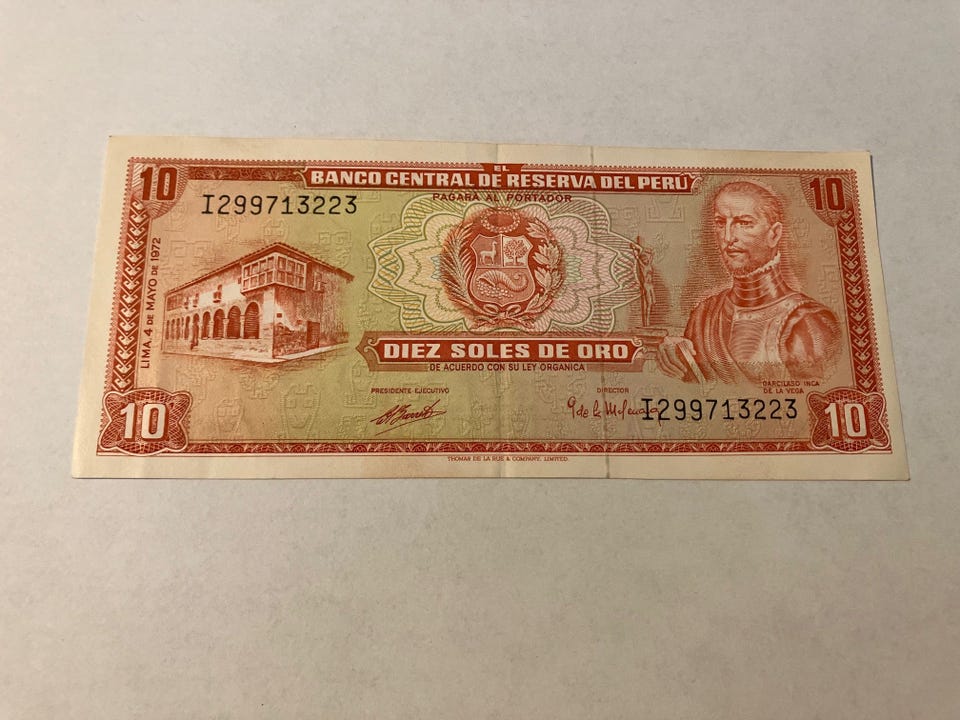 EL
BANCO CENTRAL DE RESERVA DEL PERÚ
PAGARA AL PORTADOR
10
10
I299713223
LIMA, 4 DE MAYO DE 1972
DIEZ SOLES DE ORO
DE ACUERDO CON SU LEY ORGANICA
PRESIDENTE EJECUTIVO
DIRECTOR
GARCILASO INCA
DE LA VEGA
I299713223
10
10
THOMAS DE LA RUE & COMPANY, LIMITED.